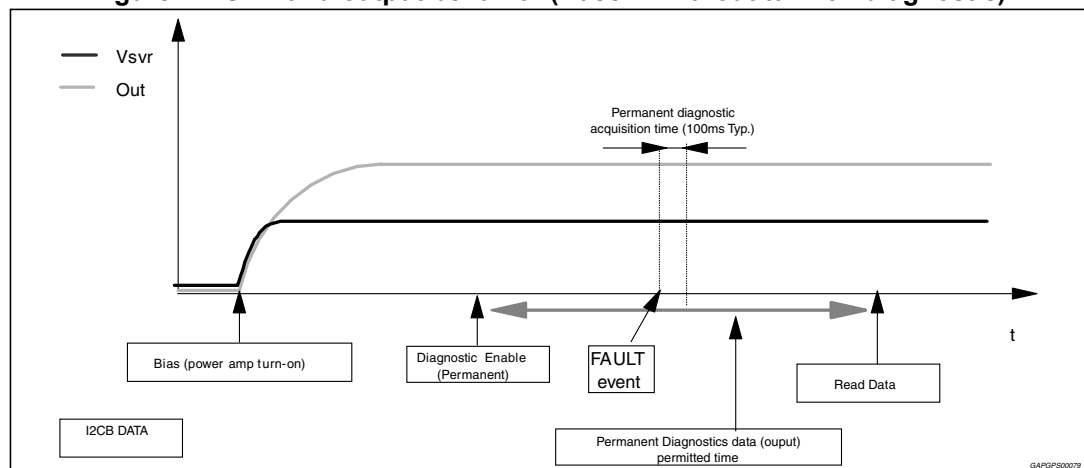 Vsvr
Out
Permanent diagnostic
acquisition time (100ms Typ.)
t
Bias (power amp turn-on)
Diagnostic Enable
(Permanent)
FAULT
event
Read Data
I2CB DATA
Permanent Diagnostics data (ouput)
permitted time
GAPGPS00079